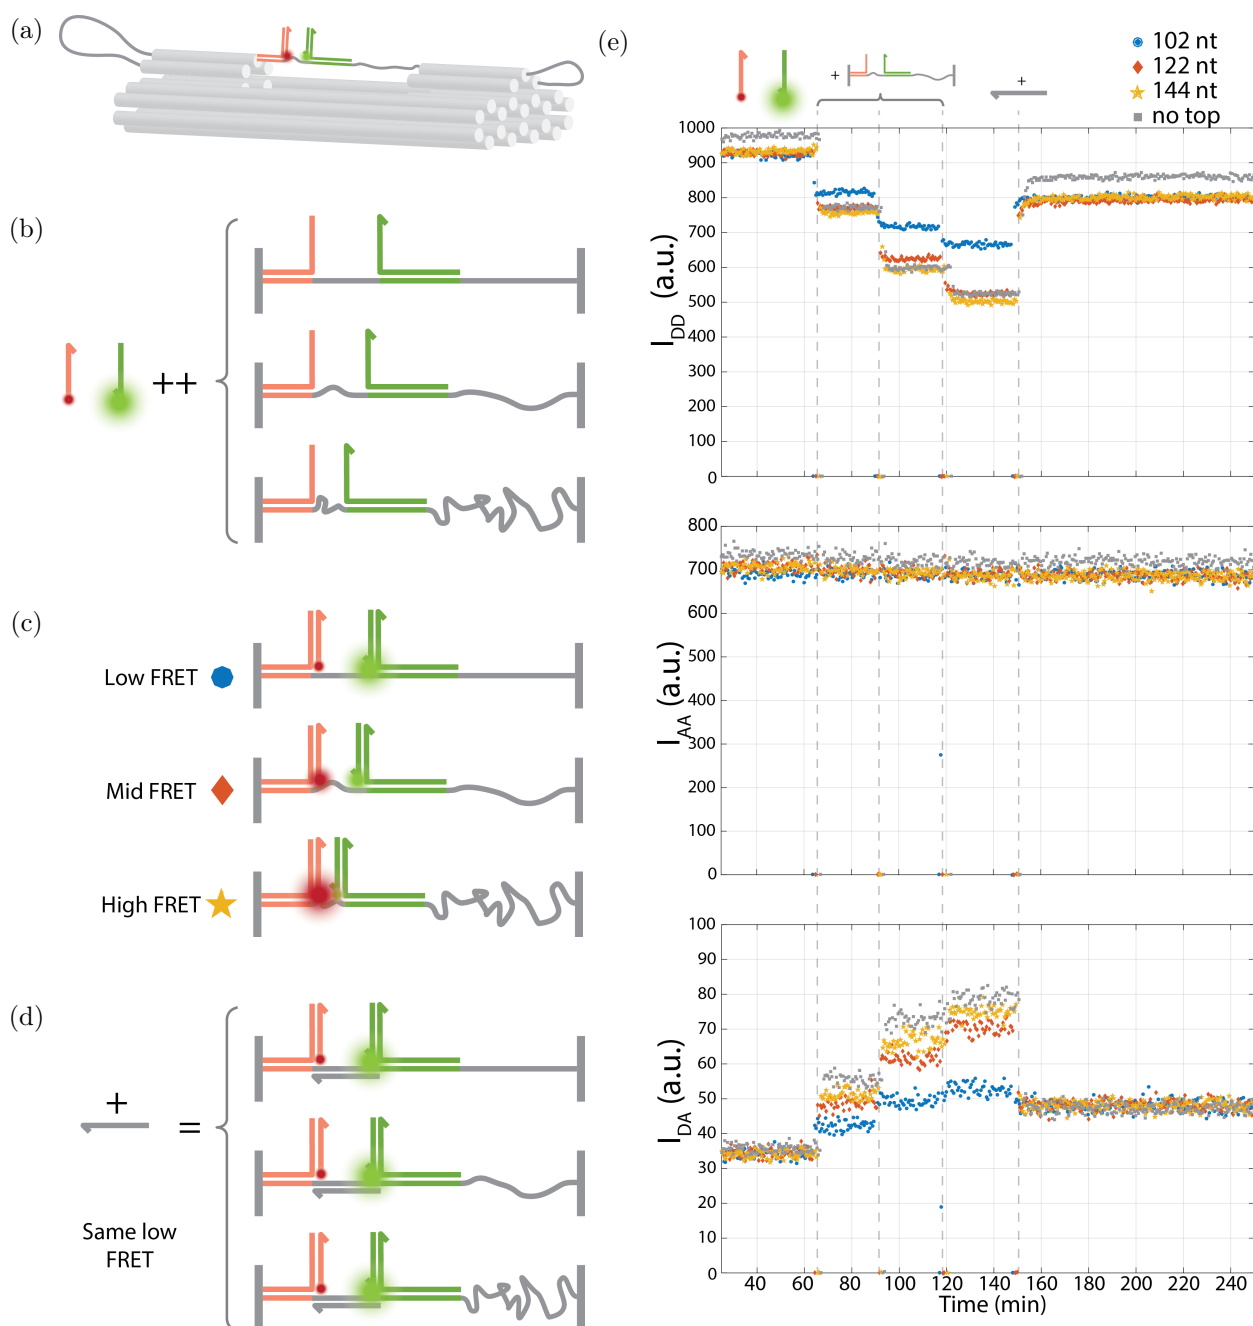 (a)
(b)
++
(c)
Low FRET
Mid FRET
High FRET
(d)
+
=
Same low
FRET
(e)
+
+
102 nt
122 nt
144 nt
no top
1000
900
800
700
600
500
400
300
200
100
0
I_DD (a.u.)
800
700
600
500
400
300
200
100
0
I_AA (a.u.)
100
90
80
70
60
50
40
30
20
10
0
I_DA (a.u.)
40 60 80 100 120 140 160 180 200 220 240
Time (min)